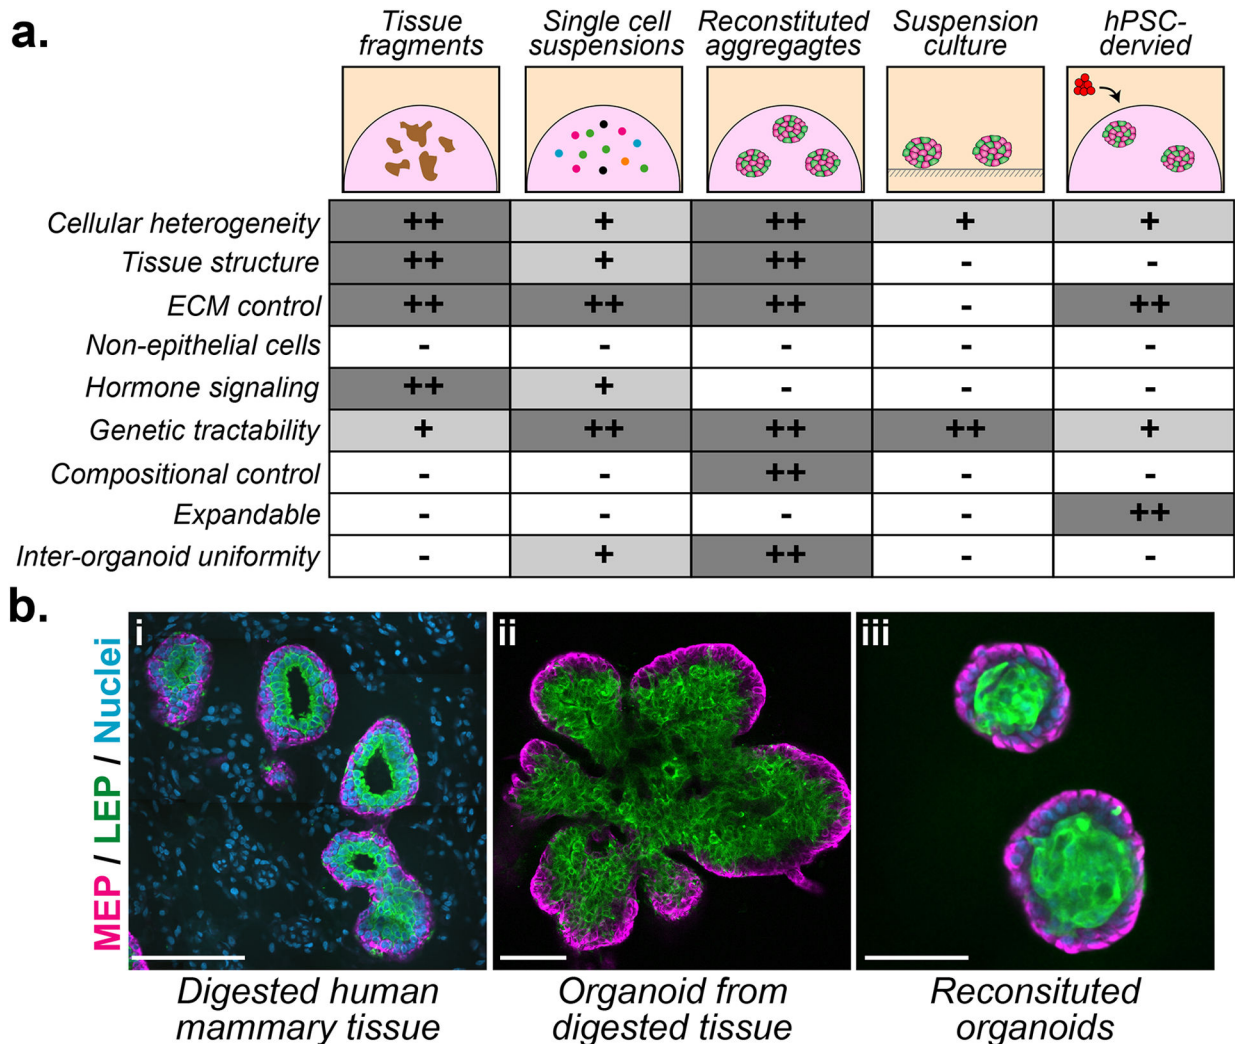 a.
Tissue fragments
Single cell suspensions
Reconstituted aggregagtes
Suspension culture
hPSC-dervied
Cellular heterogeneity ++ + ++ + +
Tissue structure ++ + ++ - -
ECM control ++ ++ ++ - ++
Non-epithelial cells - - - - -
Hormone signaling ++ + - - -
Genetic tractability + ++ ++ ++ +
Compositional control - - ++ - -
Expandable - - - - ++
Inter-organoid uniformity - + ++ - -
b.
MEP / LEP / Nuclei
i
ii
iii
Digested human
mammary tissue
Organoid from
digested tissue
Reconsituted
organoids